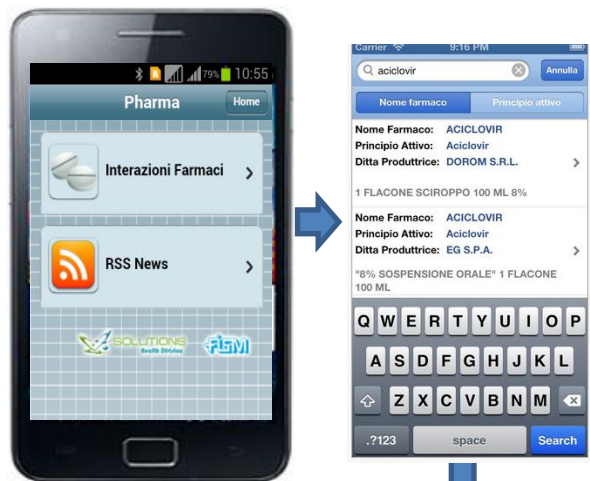 79% 10:55
Pharma
Home
Interazioni Farmaci
RSS News
SOLUTIONS
Health Division
Carrier 9:16 PM
aciclovir
Annulla
Nome farmaco
Principio attivo
Nome Farmaco: ACICLOVIR
Principio Attivo: Aciclovir
Ditta Produttrice: DOROM S.R.L.
1 FLACONE SCIROPPO 100 ML 8%
Nome Farmaco: ACICLOVIR
Principio Attivo: Aciclovir
Ditta Produttrice: EG S.P.A.
"8% SOSPENSIONE ORALE" 1 FLACONE
100 ML
Q W E R T Y U I O P
A S D F G H J K L
Z X C V B N M
.?123 space Search